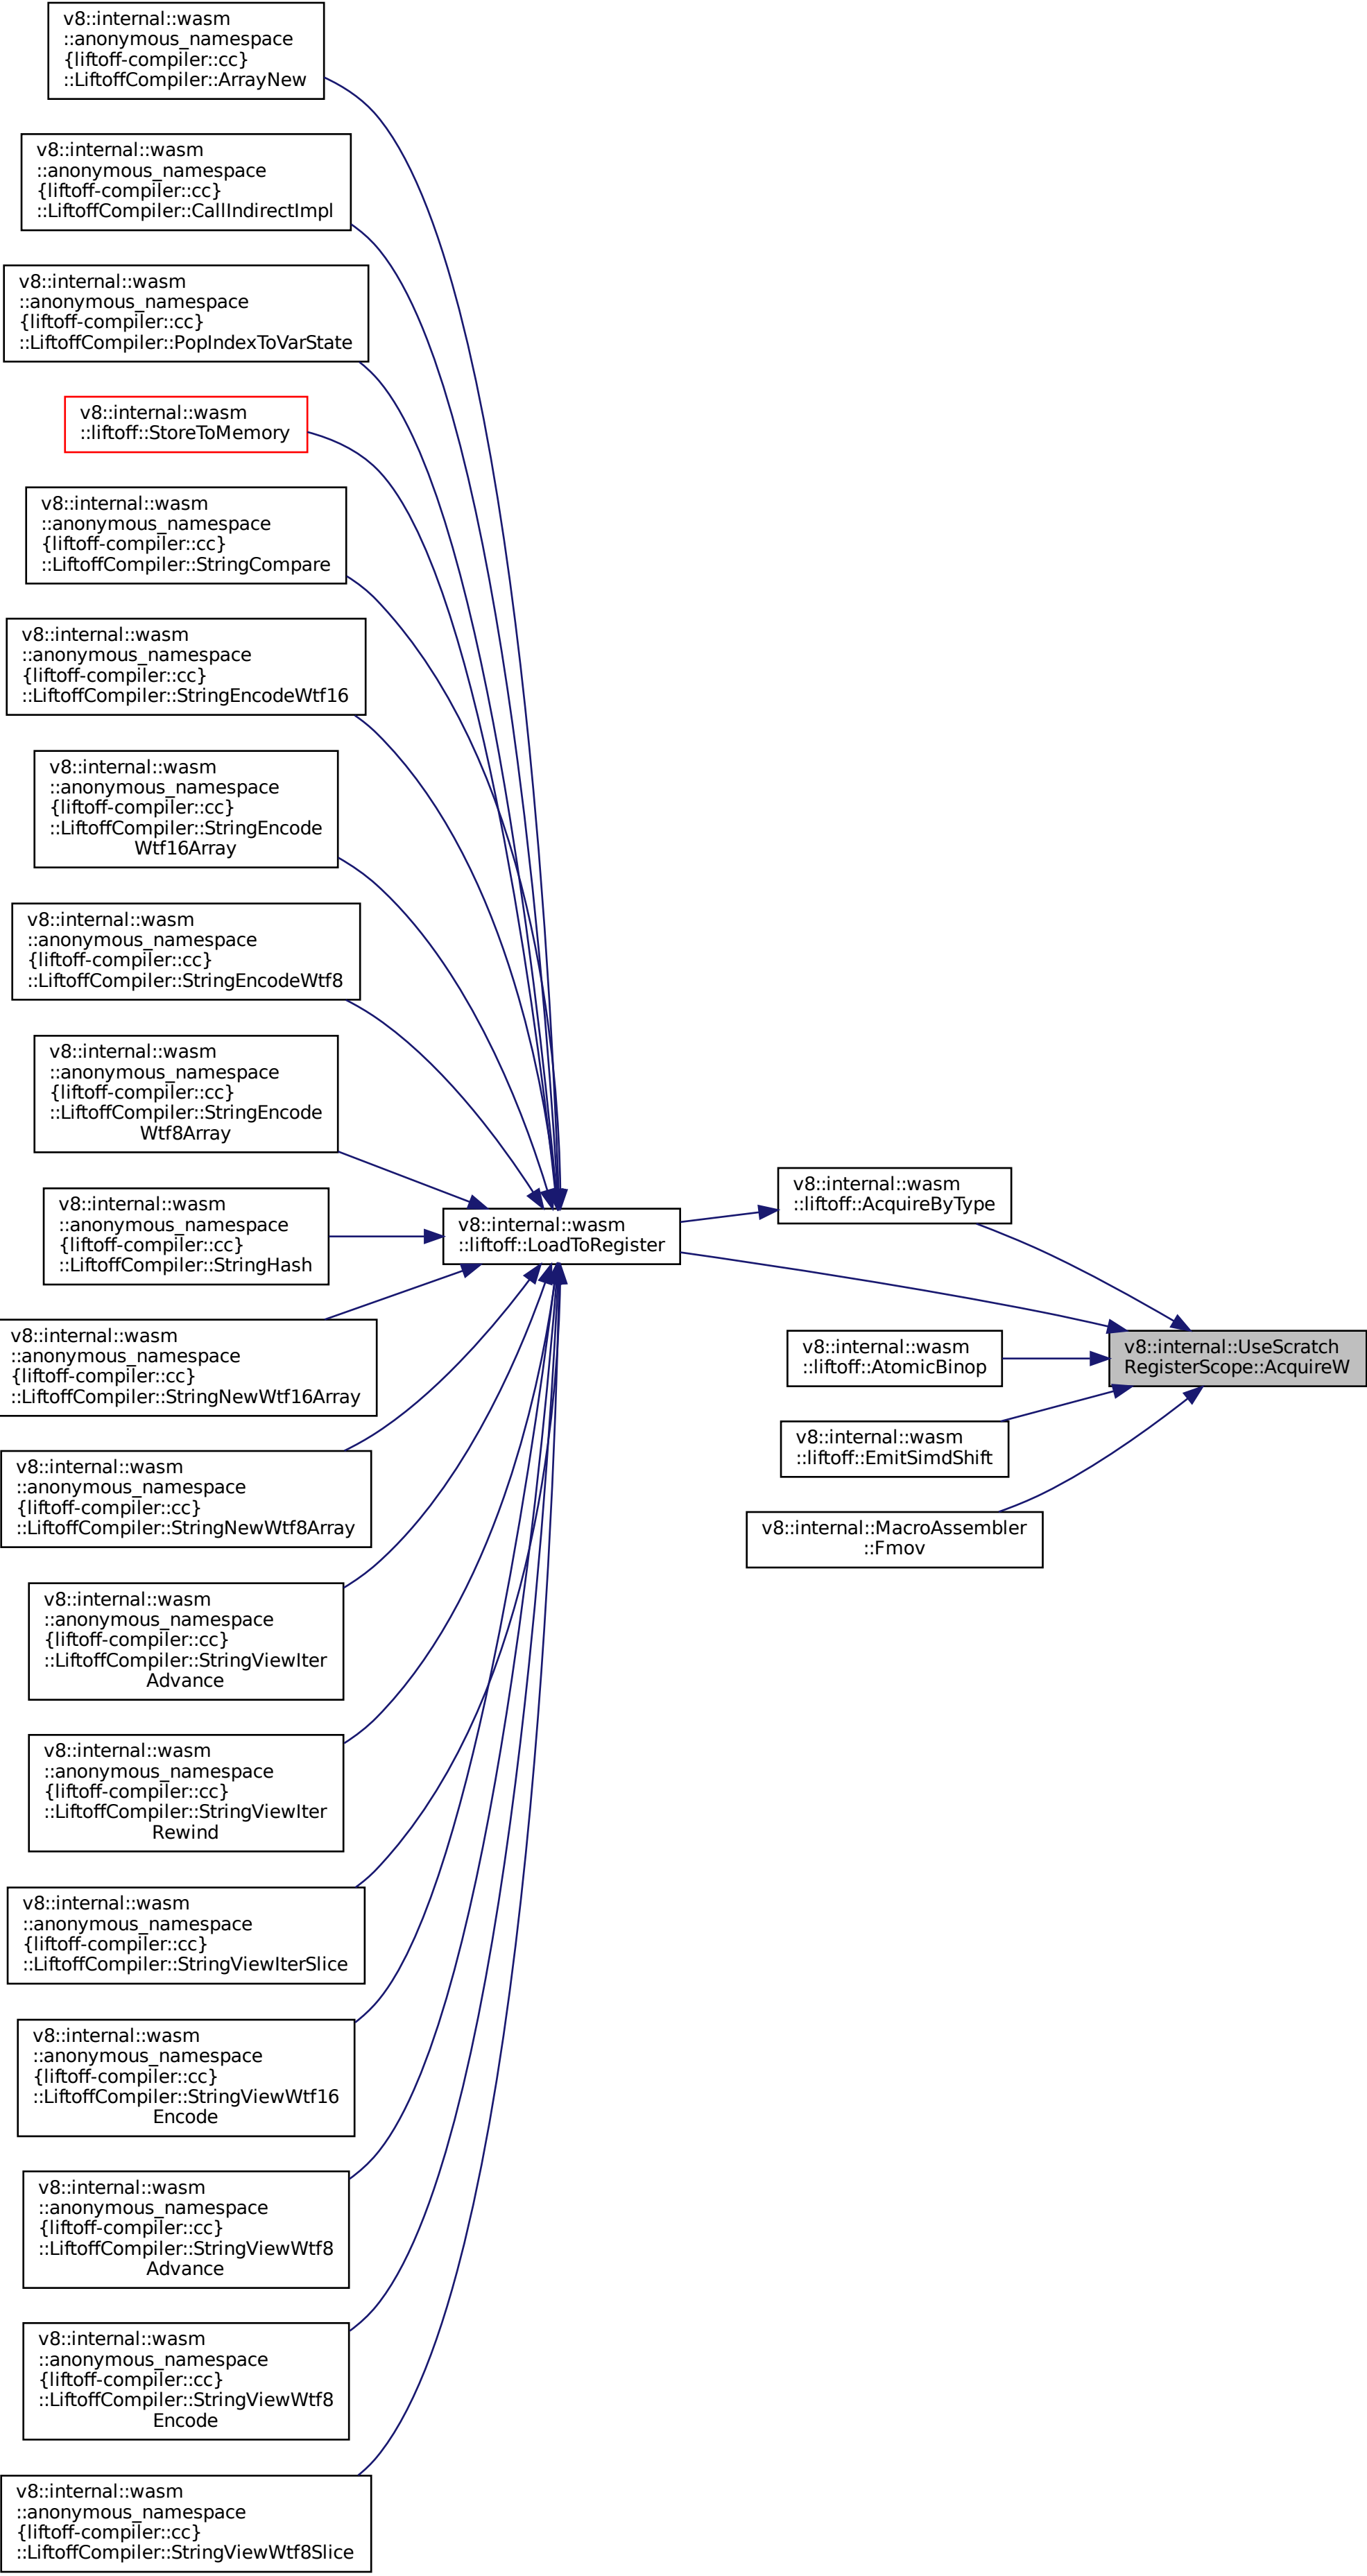 v8::internal::wasm
::anonymous_namespace
{liftoff-compiler::cc}
::LiftoffCompiler::ArrayNew
v8::internal::wasm
::anonymous_namespace
{liftoff-compiler::cc}
::LiftoffCompiler::CallIndirectImpl
v8::internal::wasm
::anonymous_namespace
{liftoff-compiler::cc}
::LiftoffCompiler::PopIndexToVarState
v8::internal::wasm
::liftoff::StoreToMemory
v8::internal::wasm
::anonymous_namespace
{liftoff-compiler::cc}
::LiftoffCompiler::StringCompare
v8::internal::wasm
::anonymous_namespace
{liftoff-compiler::cc}
::LiftoffCompiler::StringEncodeWtf16
v8::internal::wasm
::anonymous_namespace
{liftoff-compiler::cc}
::LiftoffCompiler::StringEncode
Wtf16Array
v8::internal::wasm
::anonymous_namespace
{liftoff-compiler::cc}
::LiftoffCompiler::StringEncodeWtf8
v8::internal::wasm
::anonymous_namespace
{liftoff-compiler::cc}
::LiftoffCompiler::StringEncode
Wtf8Array
v8::internal::wasm
::anonymous_namespace
{liftoff-compiler::cc}
::LiftoffCompiler::StringHash
v8::internal::wasm
::anonymous_namespace
{liftoff-compiler::cc}
::LiftoffCompiler::StringNewWtf16Array
v8::internal::wasm
::anonymous_namespace
{liftoff-compiler::cc}
::LiftoffCompiler::StringNewWtf8Array
v8::internal::wasm
::anonymous_namespace
{liftoff-compiler::cc}
::LiftoffCompiler::StringViewIter
Advance
v8::internal::wasm
::anonymous_namespace
{liftoff-compiler::cc}
::LiftoffCompiler::StringViewIter
Rewind
v8::internal::wasm
::anonymous_namespace
{liftoff-compiler::cc}
::LiftoffCompiler::StringViewIterSlice
v8::internal::wasm
::anonymous_namespace
{liftoff-compiler::cc}
::LiftoffCompiler::StringViewWtf16
Encode
v8::internal::wasm
::anonymous_namespace
{liftoff-compiler::cc}
::LiftoffCompiler::StringViewWtf8
Advance
v8::internal::wasm
::anonymous_namespace
{liftoff-compiler::cc}
::LiftoffCompiler::StringViewWtf8
Encode
v8::internal::wasm
::anonymous_namespace
{liftoff-compiler::cc}
::LiftoffCompiler::StringViewWtf8Slice
v8::internal::wasm
::liftoff::LoadToRegister
v8::internal::wasm
::liftoff::AcquireByType
v8::internal::wasm
::liftoff::AtomicBinop
v8::internal::wasm
::liftoff::EmitSimdShift
v8::internal::MacroAssembler
::Fmov
v8::internal::UseScratch
RegisterScope::AcquireW